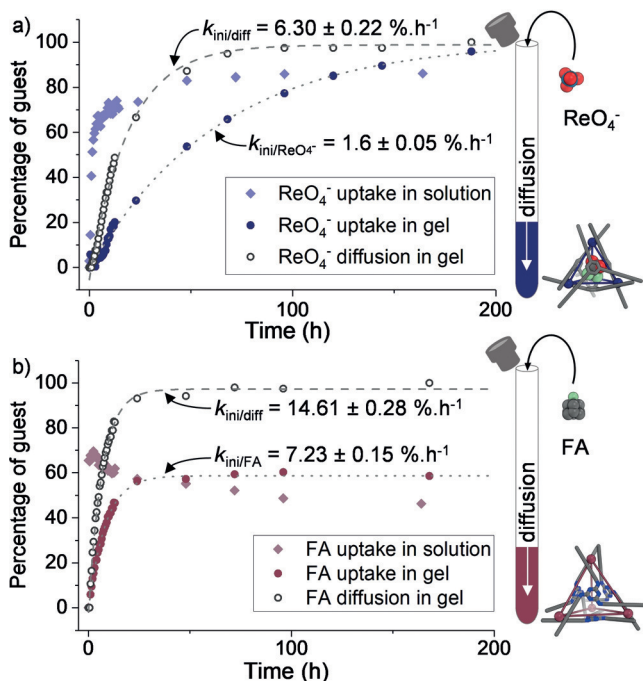 a)
Percentage of guest
100
80
60
40
20
0
k_ini/diff = 6.30 ± 0.22 %.h⁻¹
k_ini/ReO₄⁻ = 1.6 ± 0.05 %.h⁻¹
ReO₄⁻ uptake in solution
ReO₄⁻ uptake in gel
ReO₄⁻ diffusion in gel
0 100 200
Time (h)
diffusion
ReO₄⁻
b)
Percentage of guest
100
80
60
40
20
0
k_ini/diff = 14.61 ± 0.28 %.h⁻¹
k_ini/FA = 7.23 ± 0.15 %.h⁻¹
FA uptake in solution
FA uptake in gel
FA diffusion in gel
0 100 200
Time (h)
diffusion
FA